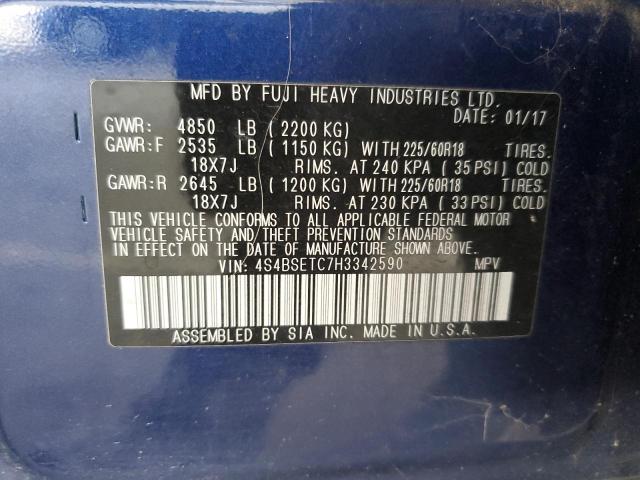 MFD BY FUJI HEAVY INDUSTRIES LTD.
DATE: 01/17
GVWR: 4850 LB (2200 KG)
GAWR:F 2535 LB (1150 KG) WITH 225/60R18 TIRES.
18X7J RIMS. AT 240 KPA (35 PSI) COLD
GAWR:R 2645 LB (1200 KG) WITH 225/60R18 TIRES.
18X7J RIMS. AT 230 KPA (33 PSI) COLD
THIS VEHICLE CONFORMS TO ALL APPLICABLE FEDERAL MOTOR
VEHICLE SAFETY AND THEFT PREVENTION STANDARDS
IN EFFECT ON THE DATE OF MANUFACTURE SHOWN ABOVE.
VIN: 4S4BSETC7H3342590 MPV
ASSEMBLED BY SIA INC. MADE IN U.S.A.